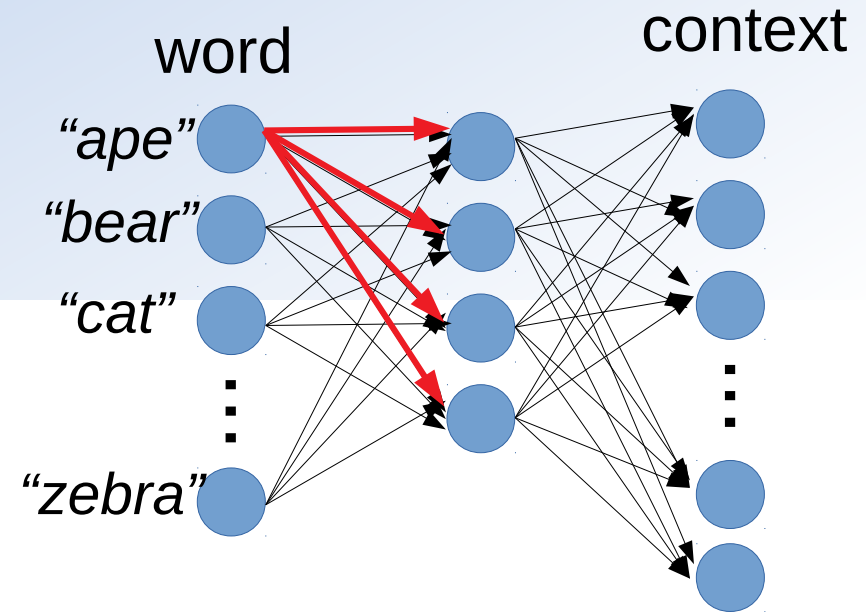 word
context
“ape”
“bear”
“cat”
“zebra”